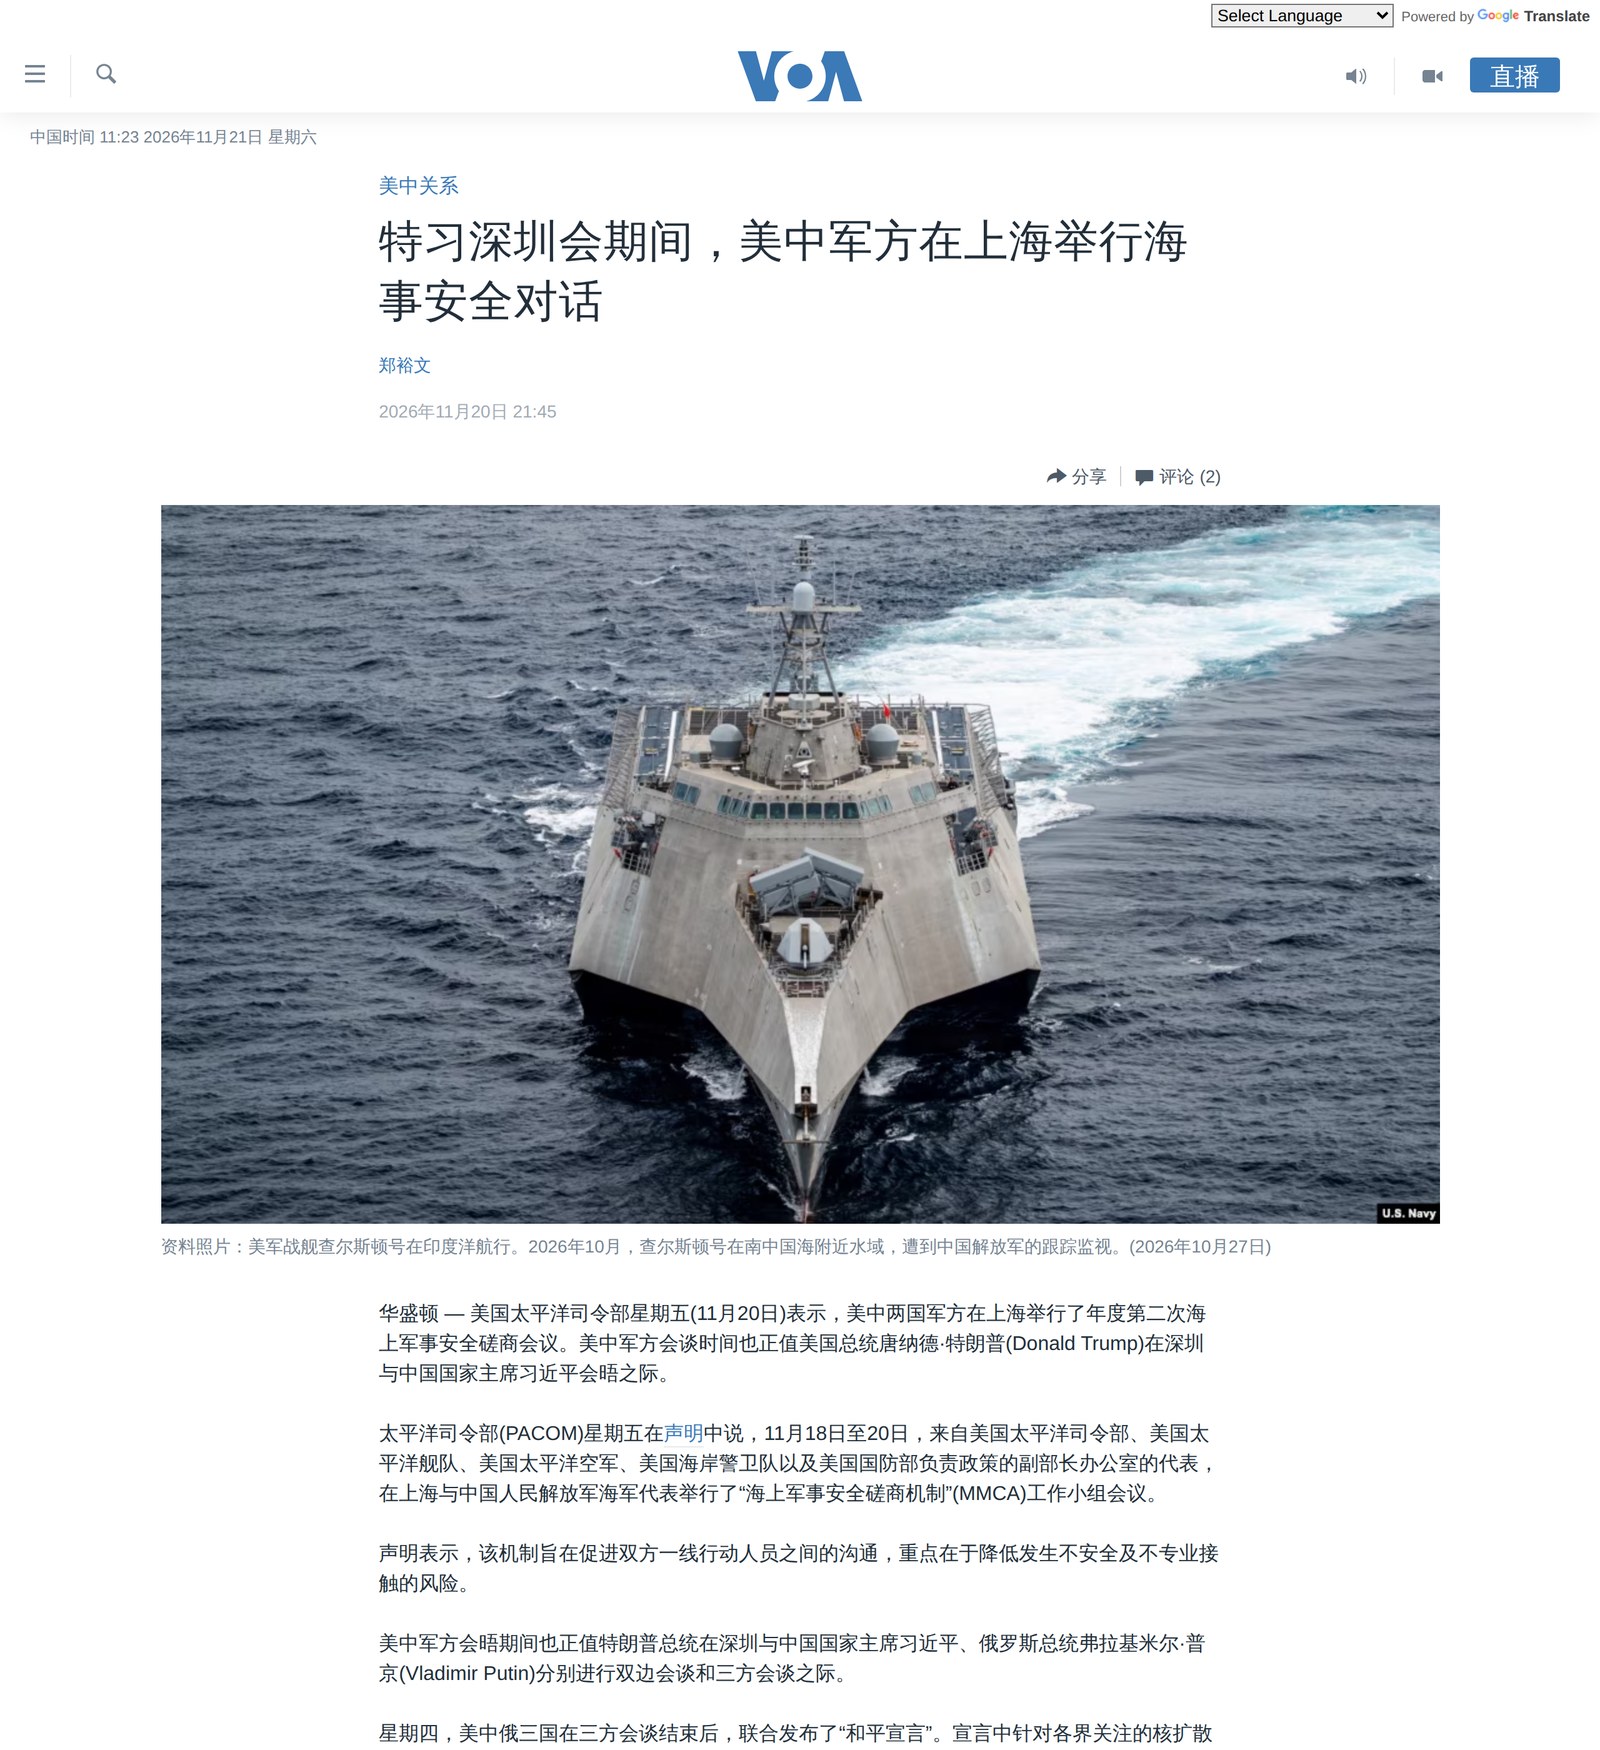 Select Language
Powered by Google Translate
VOA
直播
中国时间 11:23 2026年11月21日 星期六
美中关系
特习深圳会期间，美中军方在上海举行海
事安全对话
郑裕文
2026年11月20日 21:45
分享
评论 (2)
U.S. Navy
资料照片：美军战舰查尔斯顿号在印度洋航行。2026年10月，查尔斯顿号在南中国海附近水域，遭到中国解放军的跟踪监视。(2026年10月27日)
华盛顿 — 美国太平洋司令部星期五(11月20日)表示，美中两国军方在上海举行了年度第二次海
上军事安全磋商会议。美中军方会谈时间也正值美国总统唐纳德·特朗普(Donald Trump)在深圳
与中国国家主席习近平会晤之际。
太平洋司令部(PACOM)星期五在声明中说，11月18日至20日，来自美国太平洋司令部、美国太
平洋舰队、美国太平洋空军、美国海岸警卫队以及美国国防部负责政策的副部长办公室的代表，
在上海与中国人民解放军海军代表举行了“海上军事安全磋商机制”(MMCA)工作小组会议。
声明表示，该机制旨在促进双方一线行动人员之间的沟通，重点在于降低发生不安全及不专业接
触的风险。
美中军方会晤期间也正值特朗普总统在深圳与中国国家主席习近平、俄罗斯总统弗拉基米尔·普
京(Vladimir Putin)分别进行双边会谈和三方会谈之际。
星期四，美中俄三国在三方会谈结束后，联合发布了“和平宣言”。宣言中针对各界关注的核扩散